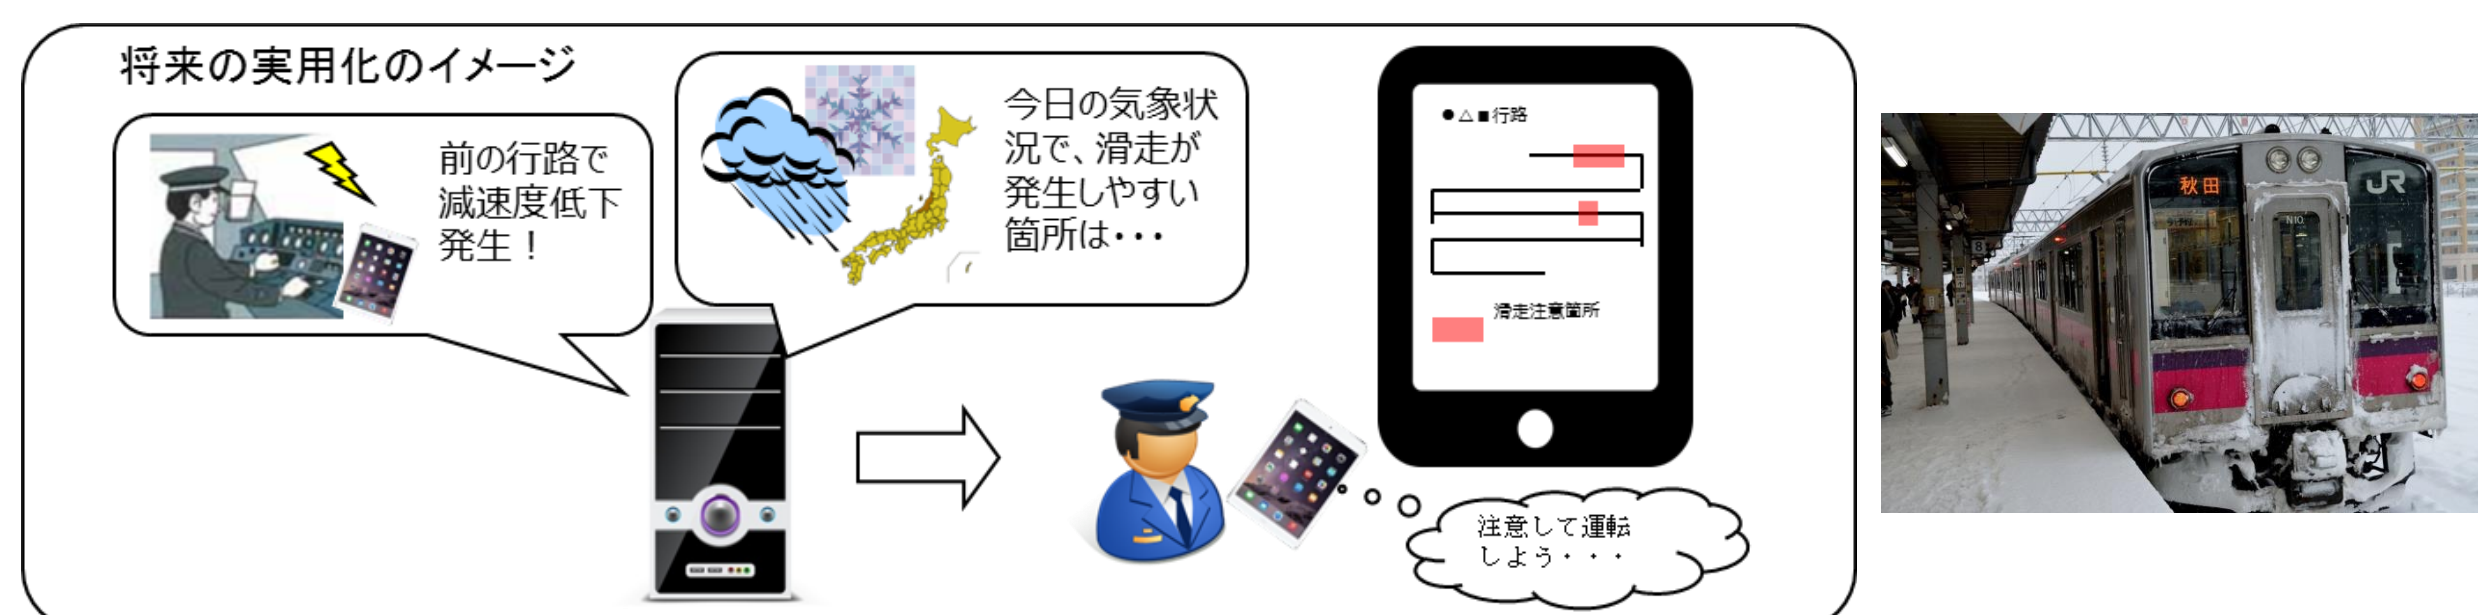 将来の実用化のイメージ
前の行路で
減速度低下
発生！
今日の気象状
況で、滑走が
発生しやすい
箇所は・・・
●△■行路
滑走注意箇所
注意して運転
しよう・・・
秋田
JR
N10
8